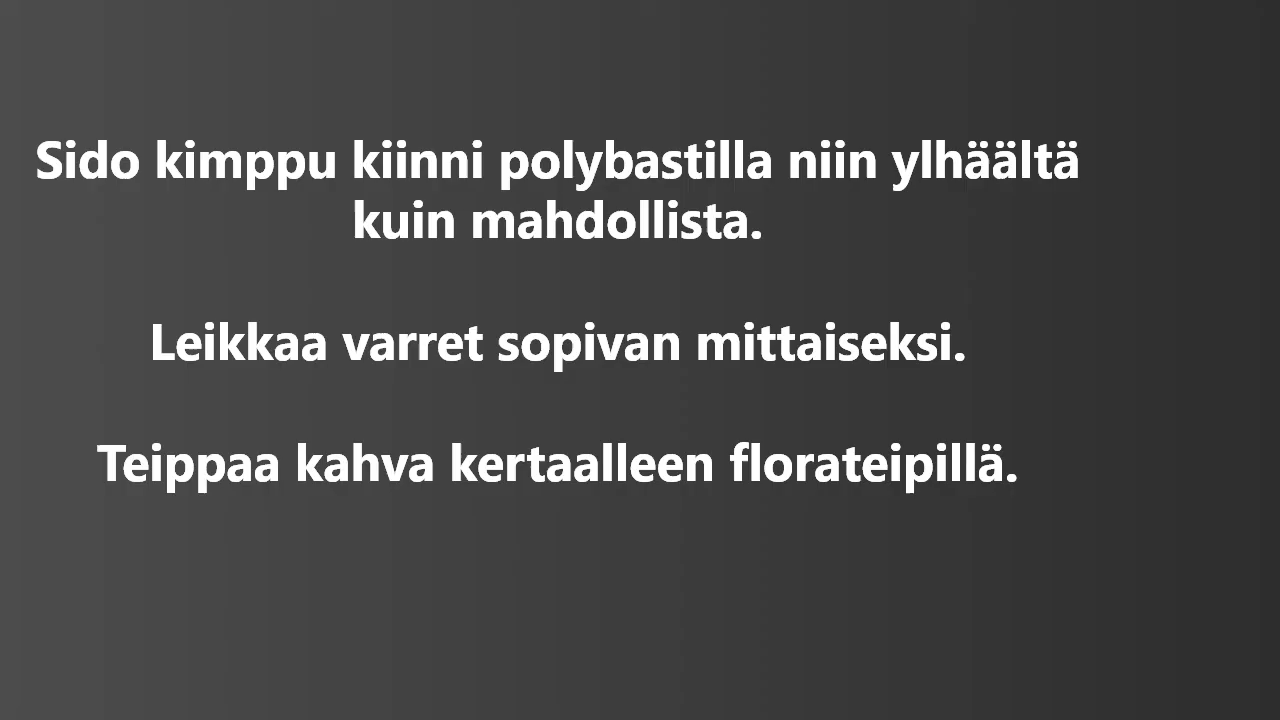 Sido kimppu kiinni polybastilla niin ylhäältä
kuin mahdollista.
Leikkaa varret sopivan mittaiseksi.
Teippaa kahva kertaalleen florateipillä.